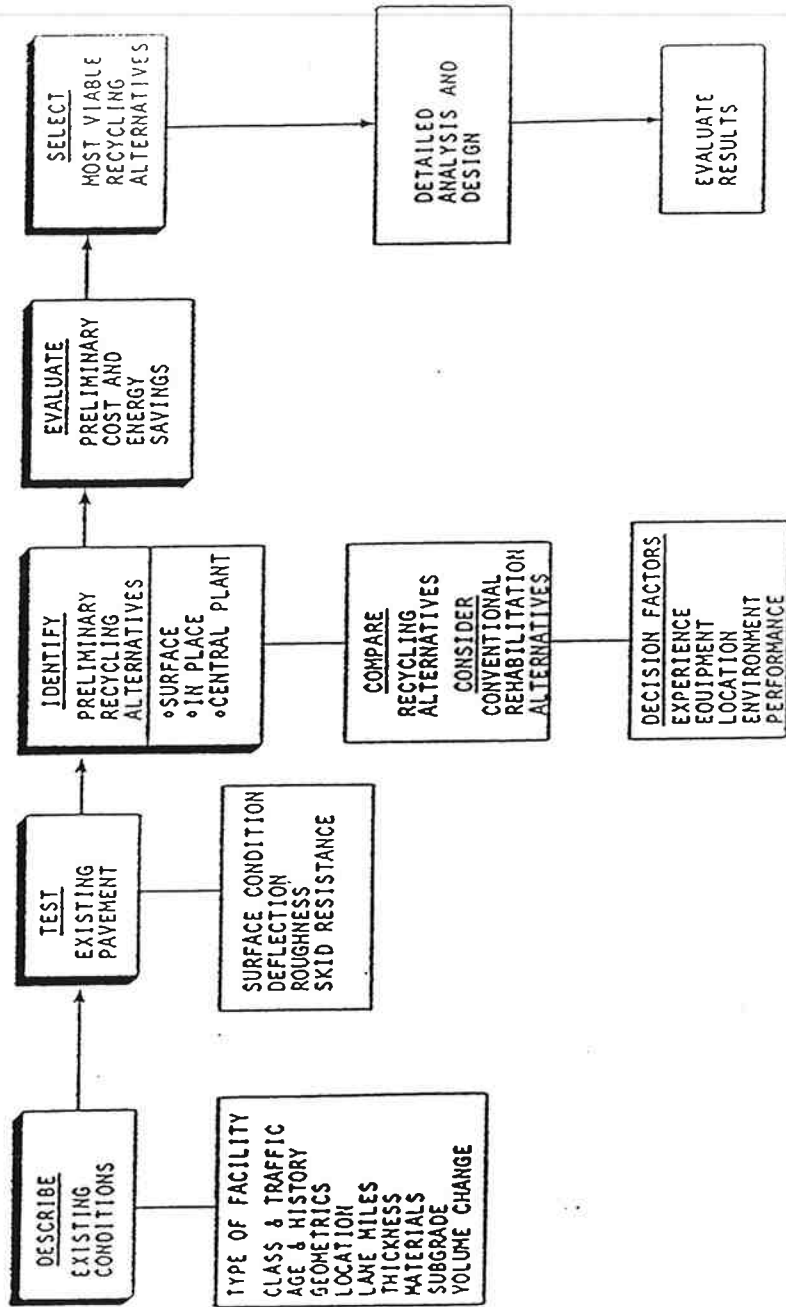 DESCRIBE
EXISTING
CONDITIONS
TYPE OF FACILITY
CLASS & TRAFFIC
AGE & HISTORY
GEOMETRICS
LOCATION
LANE MILES
THICKNESS
MATERIALS
SUBGRADE
VOLUME CHANGE
TEST
EXISTING
PAVEMENT
SURFACE CONDITION
DEFLECTION,
ROUGHNESS
SKID RESISTANCE
IDENTIFY
PRELIMINARY
RECYCLING
ALTERNATIVES
∘SURFACE
∘IN PLACE
∘CENTRAL PLANT
COMPARE
RECYCLING
ALTERNATIVES
CONSIDER
CONVENTIONAL
REHABILITATION
ALTERNATIVES
DECISION FACTORS
EXPERIENCE
EQUIPMENT
LOCATION
ENVIRONMENT
PERFORMANCE
EVALUATE
PRELIMINARY
COST AND
ENERGY
SAVINGS
SELECT
MOST VIABLE
RECYCLING
ALTERNATIVES
DETAILED
ANALYSIS AND
DESIGN
EVALUATE
RESULTS